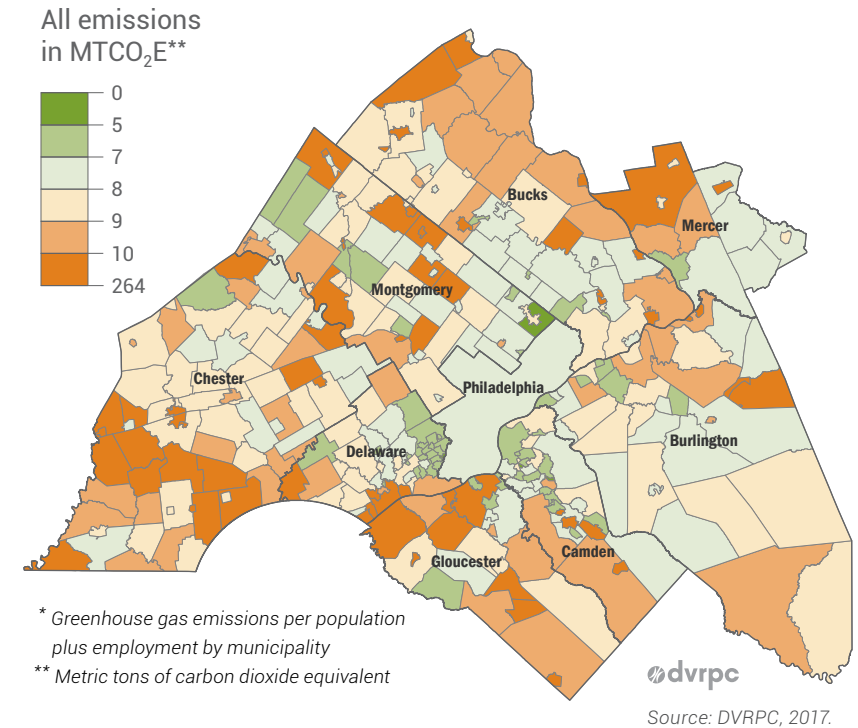 All emissions
in MTCO₂E**
0
5
7
8
9
10
264
Bucks
Mercer
Montgomery
Chester
Philadelphia
Delaware
Burlington
Camden
Gloucester
* Greenhouse gas emissions per population
plus employment by municipality
** Metric tons of carbon dioxide equivalent
dvrpc
Source: DVRPC, 2017.